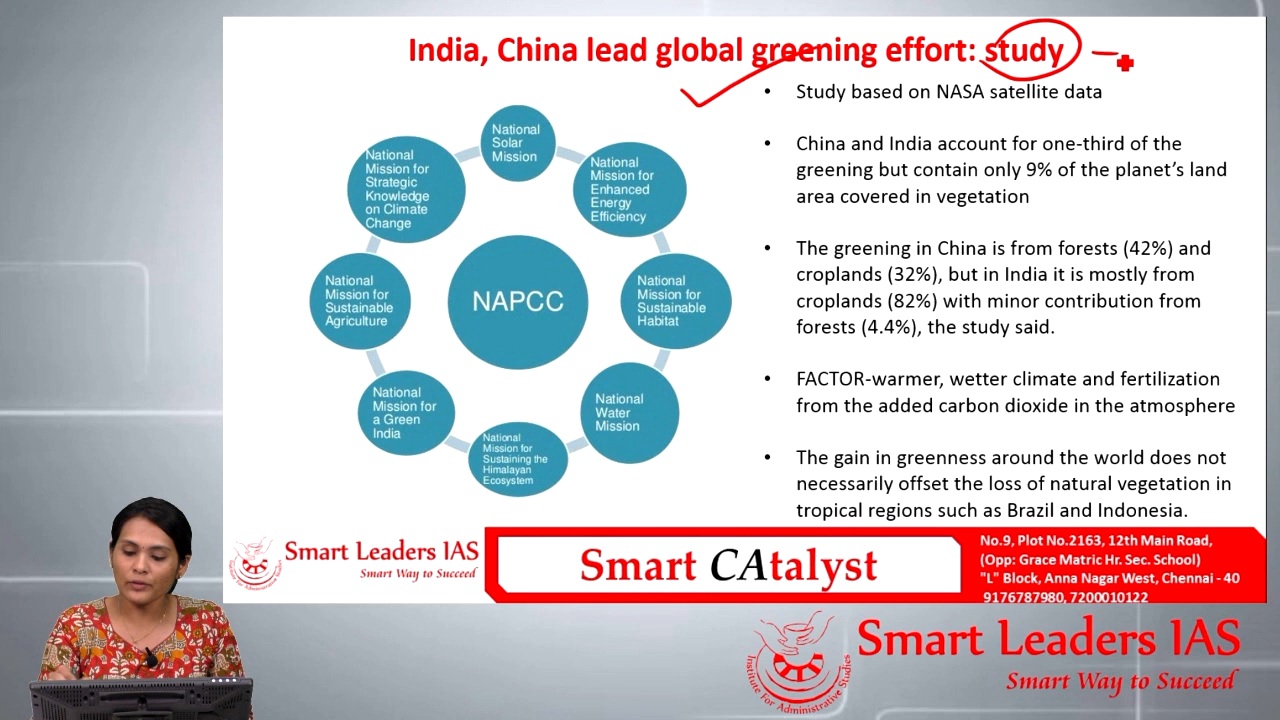 India, China lead global greening effort: study
• Study based on NASA satellite data
• China and India account for one-third of the
greening but contain only 9% of the planet's land
area covered in vegetation
• The greening in China is from forests (42%) and
croplands (32%), but in India it is mostly from
croplands (82%) with minor contribution from
forests (4.4%), the study said.
• FACTOR-warmer, wetter climate and fertilization
from the added carbon dioxide in the atmosphere
• The gain in greenness around the world does not
necessarily offset the loss of natural vegetation in
tropical regions such as Brazil and Indonesia.
NAPCC
National
Solar
Mission
National
Mission for
Enhanced
Energy
Efficiency
National
Mission for
Sustainable
Habitat
National
Water
Mission
National
Mission for
Sustaining the
Himalayan
Ecosystem
National
Mission for
a Green
India
National
Mission for
Sustainable
Agriculture
National
Mission for
Strategic
Knowledge
on Climate
Change
Smart Leaders IAS
Smart Way to Succeed
Smart CAtalyst
No.9, Plot No.2163, 12th Main Road,
(Opp: Grace Matric Hr. Sec. School)
"L" Block, Anna Nagar West, Chennai - 40
9176787980, 7200010122
Institute For Administrative Studies
Smart Leaders IAS
Smart Way to Succeed